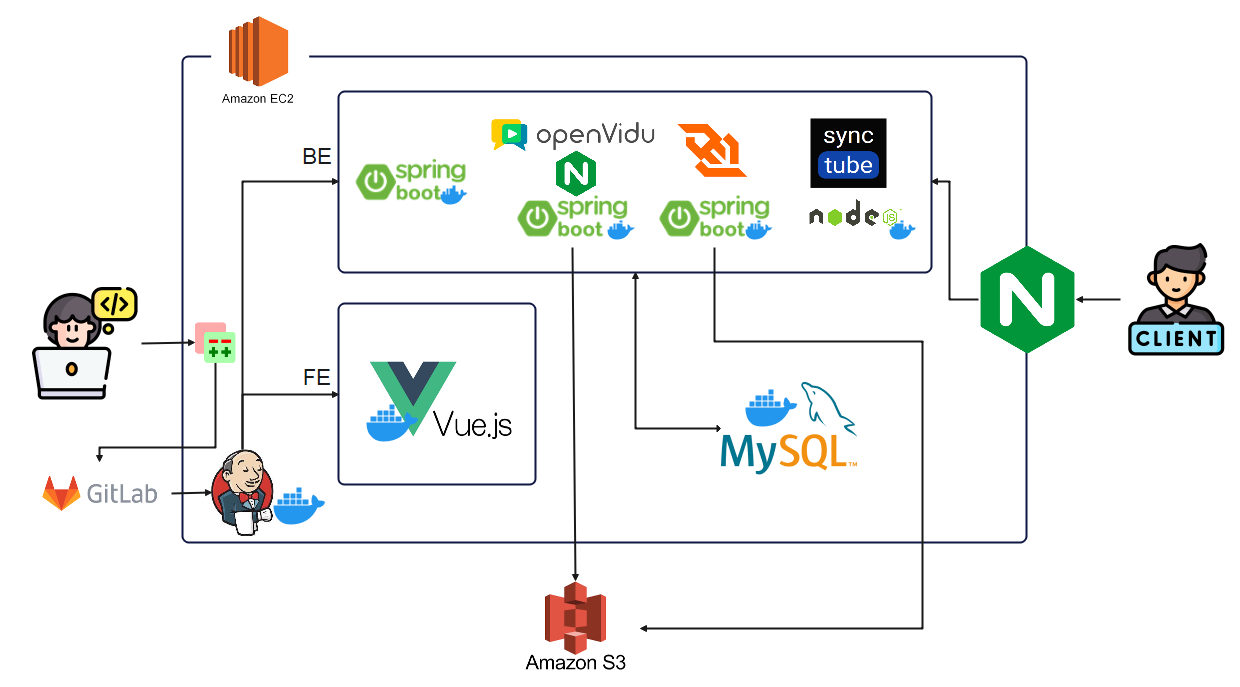 Amazon EC2
BE
spring
boot
openVidu
N
spring
boot
spring
boot
sync
tube
node
JS
</>
N
CLIENT
FE
Vue.js
MySQL™
GitLab
Amazon S3